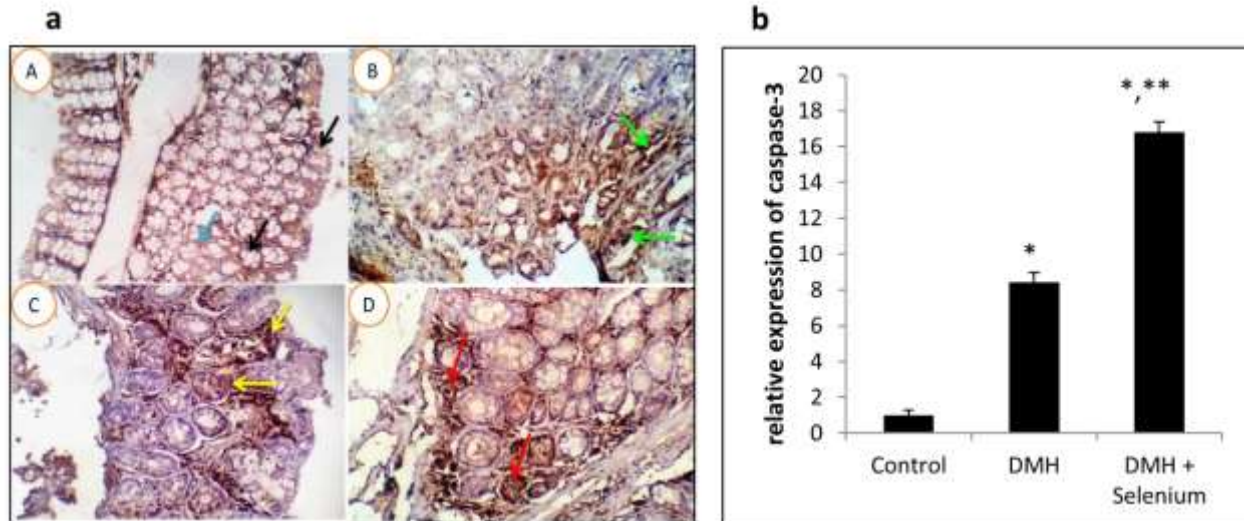 a
b
A
B
C
D
relative expression of caspase-3
20
18
16
14
12
10
8
6
4
2
0
*
*,**
Control
DMH
DMH +
Selenium